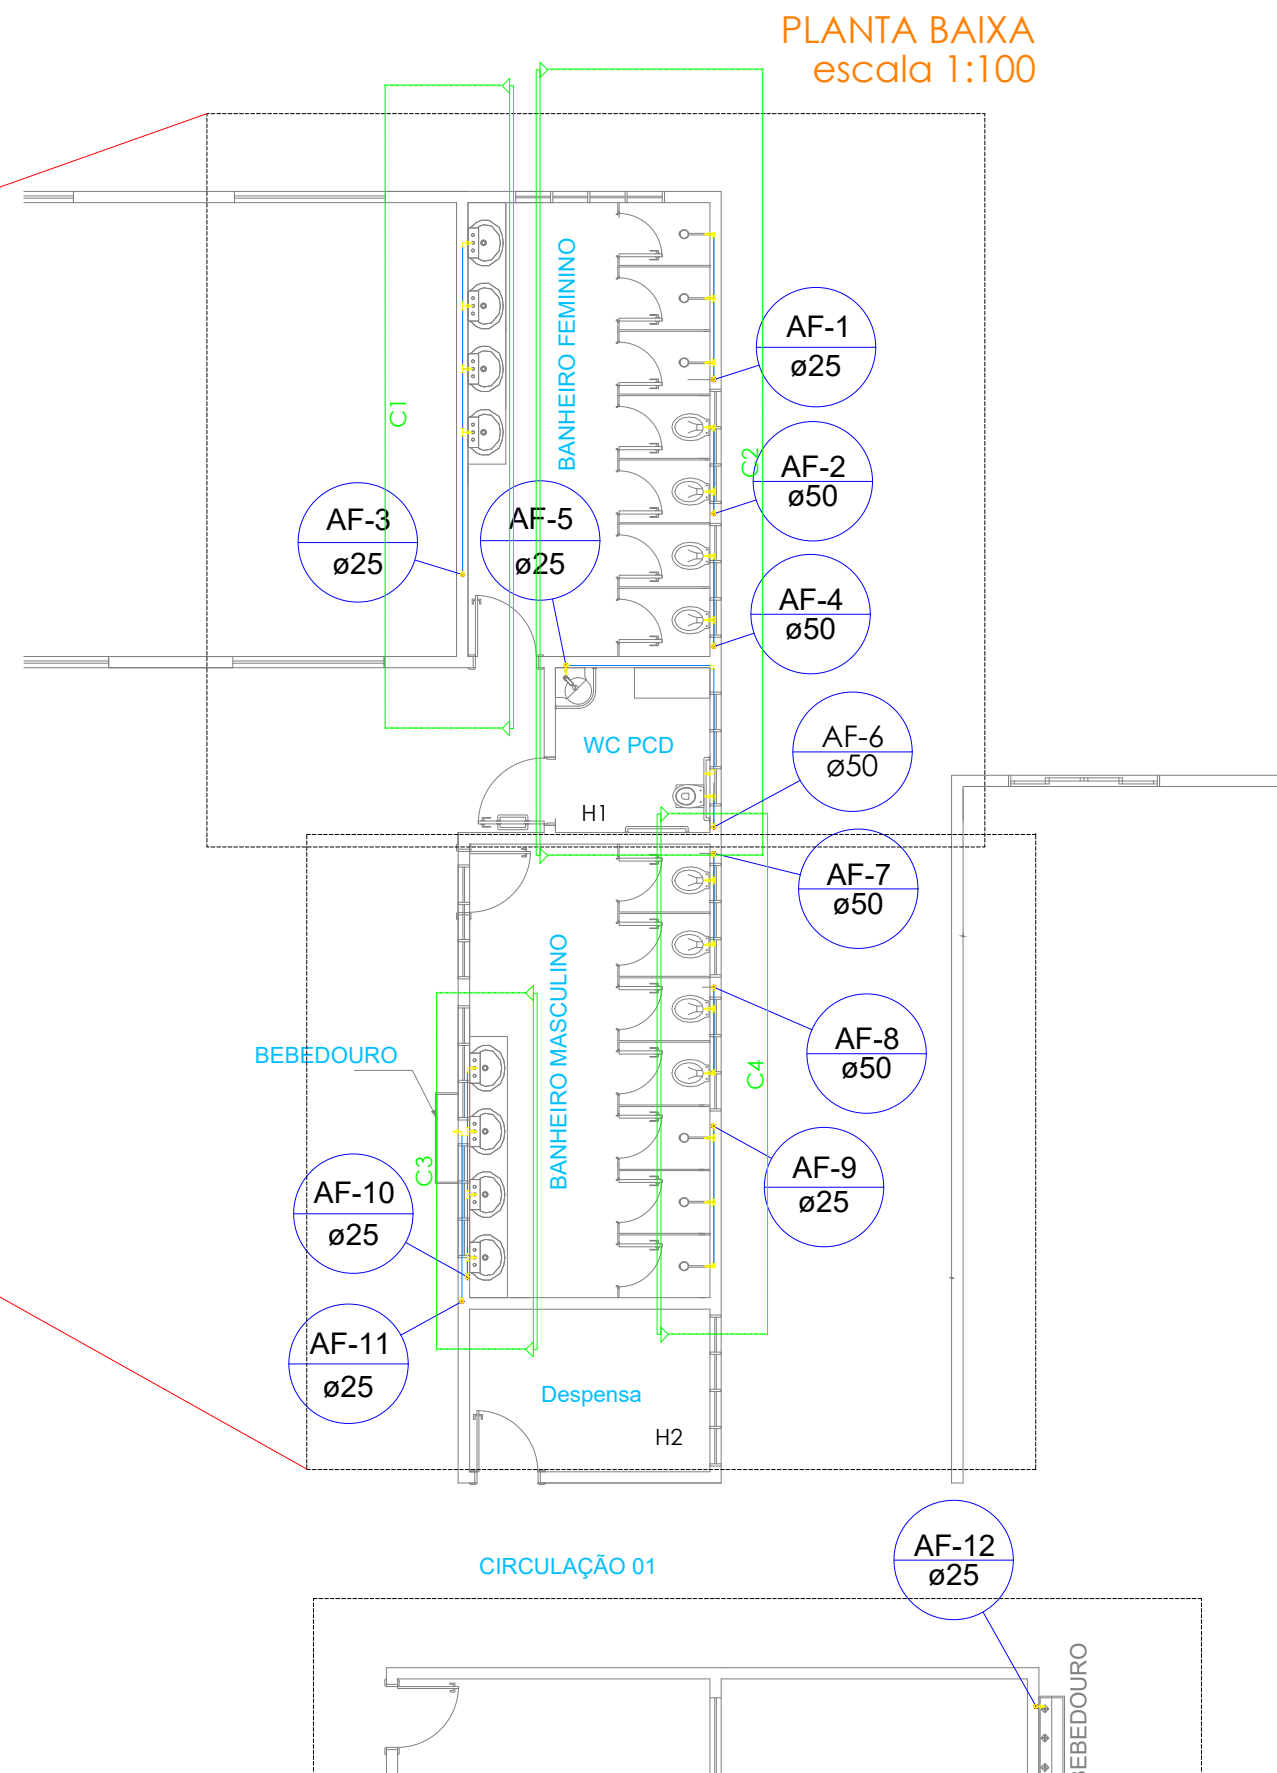 PLANTA BAIXA
escala 1:100
BANHEIRO FEMININO
AF-1
ø25
C1
C2
AF-2
ø50
AF-3
ø25
AF-5
ø25
AF-4
ø50
WC PCD
AF-6
ø50
H1
AF-7
ø50
BANHEIRO MASCULINO
BEBEDOURO
AF-8
ø50
C4
C3
AF-10
ø25
AF-9
ø25
AF-11
ø25
Despensa
H2
AF-12
ø25
CIRCULAÇÃO 01
BEBEDOURO